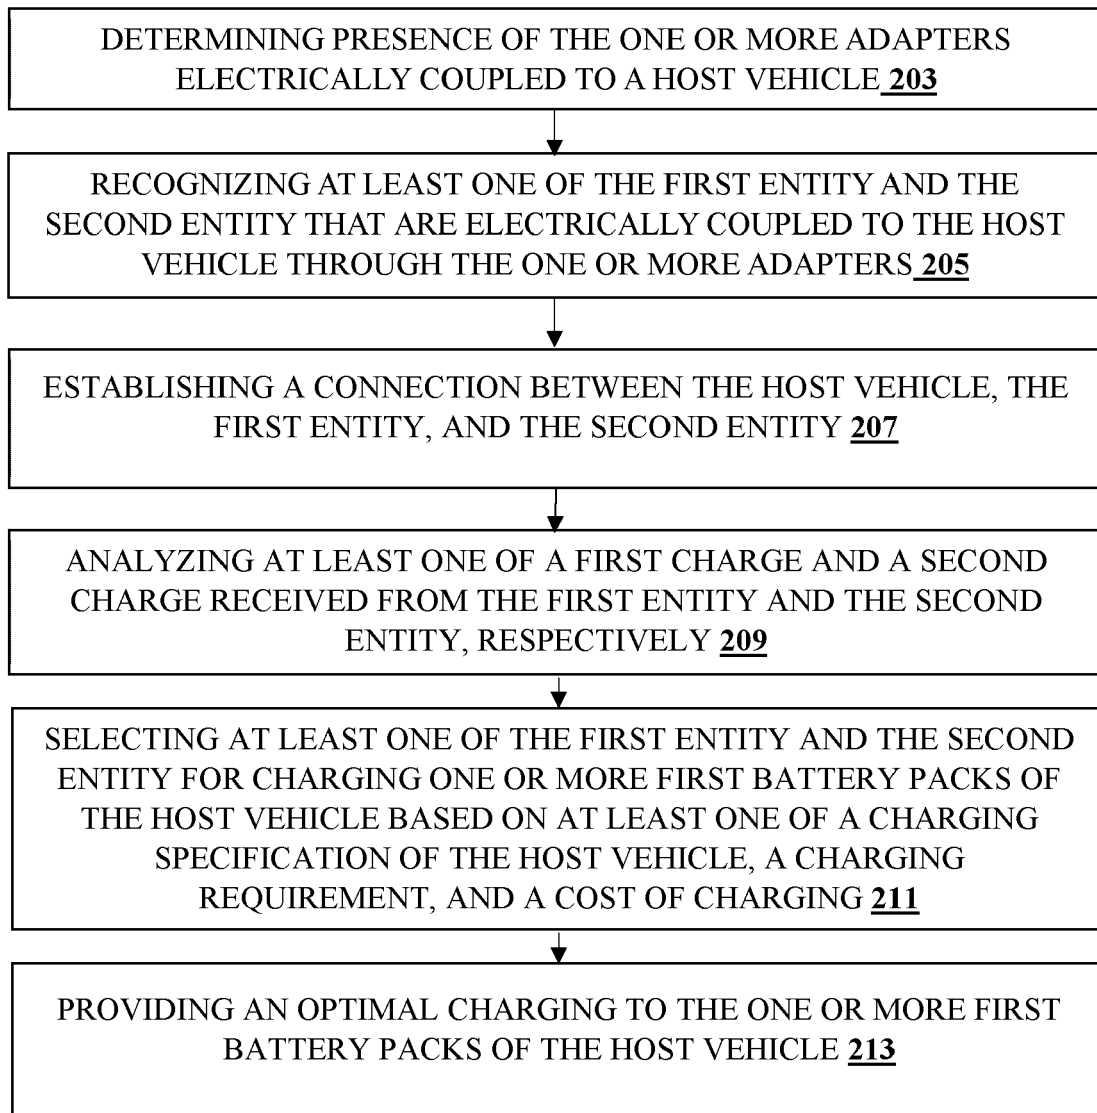 DETERMINING PRESENCE OF THE ONE OR MORE ADAPTERS
ELECTRICALLY COUPLED TO A HOST VEHICLE 203
RECOGNIZING AT LEAST ONE OF THE FIRST ENTITY AND THE
SECOND ENTITY THAT ARE ELECTRICALLY COUPLED TO THE HOST
VEHICLE THROUGH THE ONE OR MORE ADAPTERS 205
ESTABLISHING A CONNECTION BETWEEN THE HOST VEHICLE, THE
FIRST ENTITY, AND THE SECOND ENTITY 207
ANALYZING AT LEAST ONE OF A FIRST CHARGE AND A SECOND
CHARGE RECEIVED FROM THE FIRST ENTITY AND THE SECOND
ENTITY, RESPECTIVELY 209
SELECTING AT LEAST ONE OF THE FIRST ENTITY AND THE SECOND
ENTITY FOR CHARGING ONE OR MORE FIRST BATTERY PACKS OF
THE HOST VEHICLE BASED ON AT LEAST ONE OF A CHARGING
SPECIFICATION OF THE HOST VEHICLE, A CHARGING
REQUIREMENT, AND A COST OF CHARGING 211
PROVIDING AN OPTIMAL CHARGING TO THE ONE OR MORE FIRST
BATTERY PACKS OF THE HOST VEHICLE 213